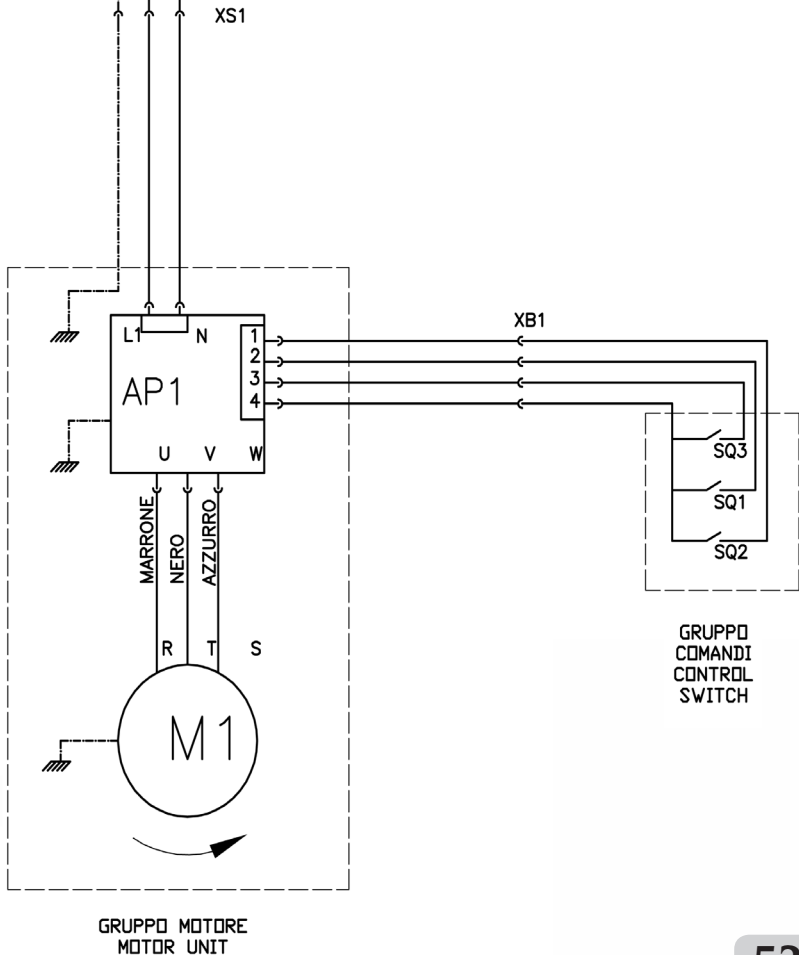 XS1
L1 N
1
2
3
4
AP1
U V W
XB1
SQ3
SQ1
SQ2
GRUPPO
COMANDI
CONTROL
SWITCH
MARRONE
NERO
AZZURRO
R T S
M1
GRUPPO MOTORE
MOTOR UNIT